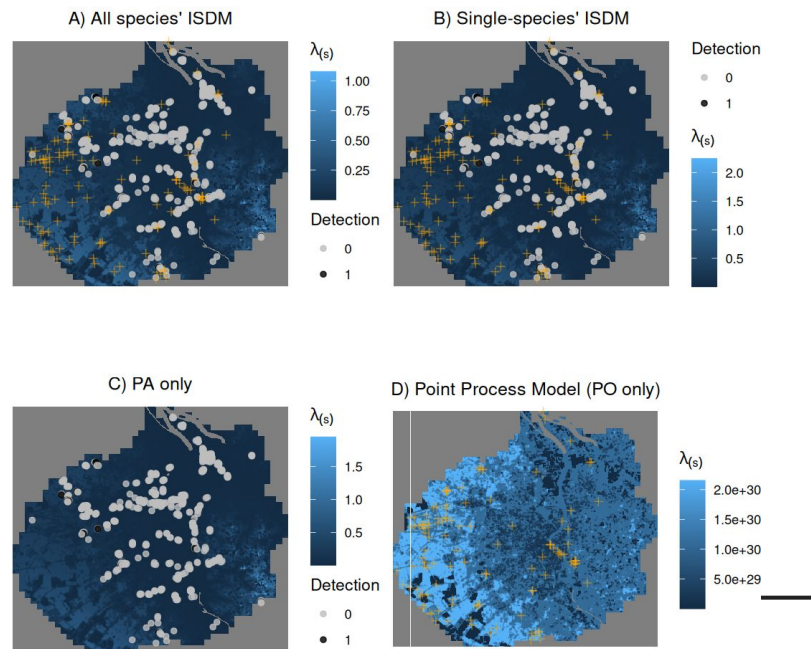 A) All species' ISDM
λ(s)
1.00
0.75
0.50
0.25
Detection
0
1
B) Single-species' ISDM
Detection
0
1
λ(s)
2.0
1.5
1.0
0.5
C) PA only
λ(s)
1.5
1.0
0.5
Detection
0
1
D) Point Process Model (PO only)
λ(s)
2.0e+30
1.5e+30
1.0e+30
5.0e+29